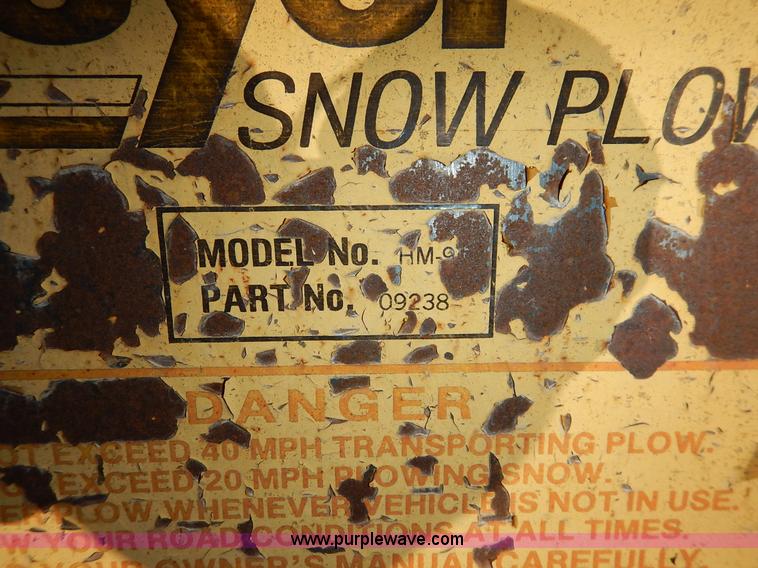 SNOW PLOW
MODEL No. HM-9
PART No. 09238
DANGER
NOT EXCEED 40 MPH TRANSPORTING PLOW.
EXCEED 20 MPH PLOWING SNOW.
PLOW WHENEVER VEHICLE IS NOT IN USE.
YOUR ROAD CONDITIONS AT ALL TIMES.
www.purplewave.com
YOUR OWNER'S MANUAL CAREFULLY.